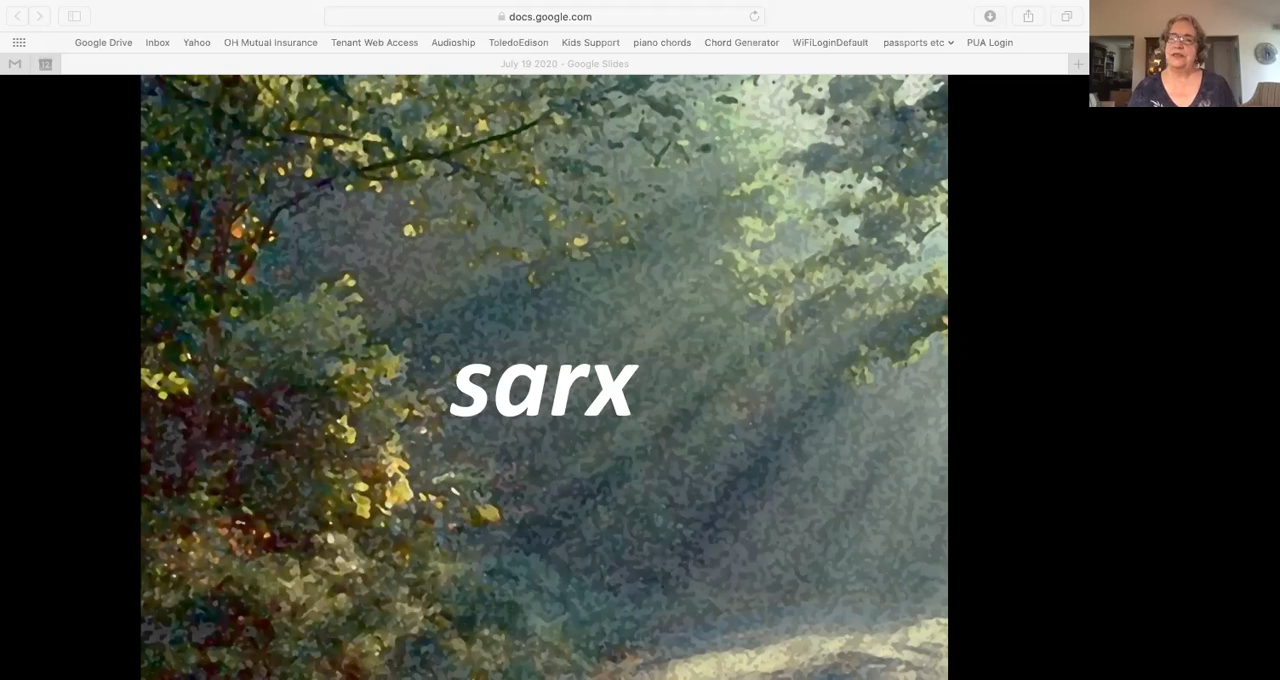 docs.google.com
Google Drive Inbox Yahoo OH Mutual Insurance Tenant Web Access Audioship ToledoEdison Kids Support piano chords Chord Generator WiFiLoginDefault passports etc PUA Login
12
July 19 2020 - Google Slides
sarx